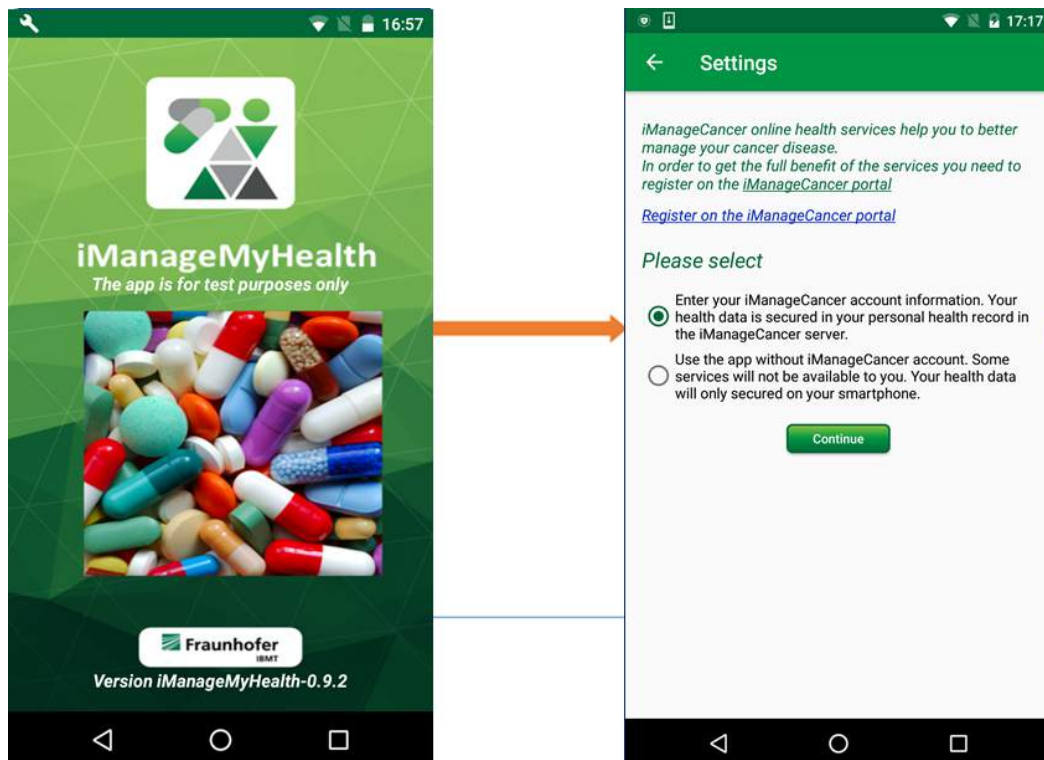 16:57
iManageMyHealth
The app is for test purposes only
Fraunhofer
IBMT
Version iManageMyHealth-0.9.2
17:17
Settings
iManageCancer online health services help you to better
manage your cancer disease.
In order to get the full benefit of the services you need to
register on the iManageCancer portal
Register on the iManageCancer portal
Please select
Enter your iManageCancer account information. Your
health data is secured in your personal health record in
the iManageCancer server.
Use the app without iManageCancer account. Some
services will not be available to you. Your health data
will only secured on your smartphone.
Continue